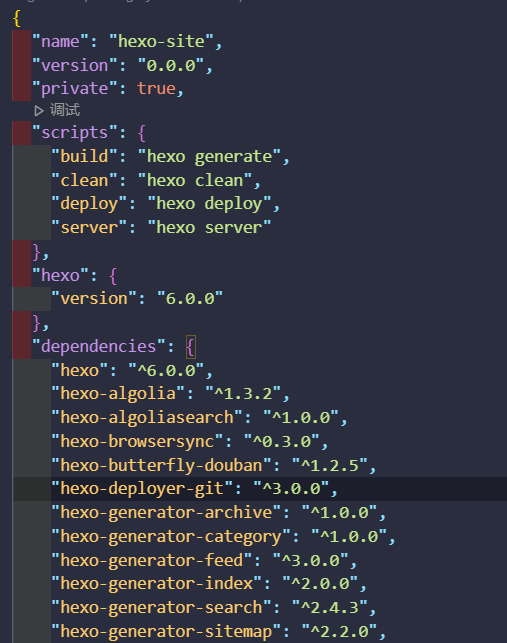 {
"name": "hexo-site",
"version": "0.0.0",
"private": true,
调试
"scripts": {
"build": "hexo generate",
"clean": "hexo clean",
"deploy": "hexo deploy",
"server": "hexo server"
},
"hexo": {
"version": "6.0.0"
},
"dependencies": {
"hexo": "^6.0.0",
"hexo-algolia": "^1.3.2",
"hexo-algoliasearch": "^1.0.0",
"hexo-browsersync": "^0.3.0",
"hexo-butterfly-douban": "^1.2.5",
"hexo-deployer-git": "^3.0.0",
"hexo-generator-archive": "^1.0.0",
"hexo-generator-category": "^1.0.0",
"hexo-generator-feed": "^3.0.0",
"hexo-generator-index": "^2.0.0",
"hexo-generator-search": "^2.4.3",
"hexo-generator-sitemap": "^2.2.0",